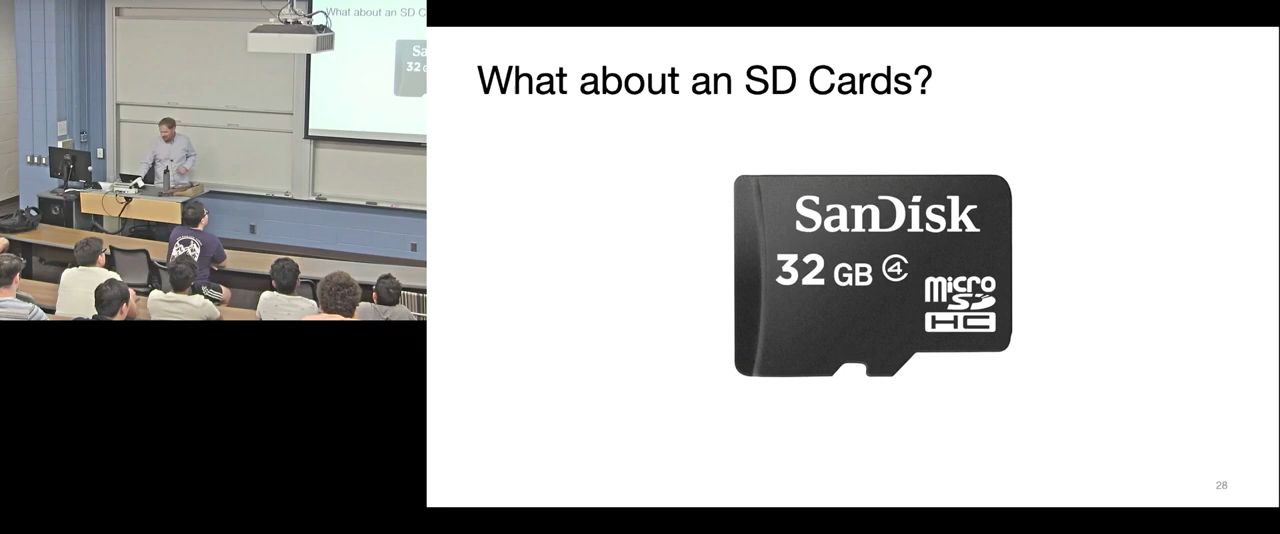 What about an SD C
Sa
32 G
What about an SD Cards?
SanDisk
32 GB 4
micro
SD
HC
28